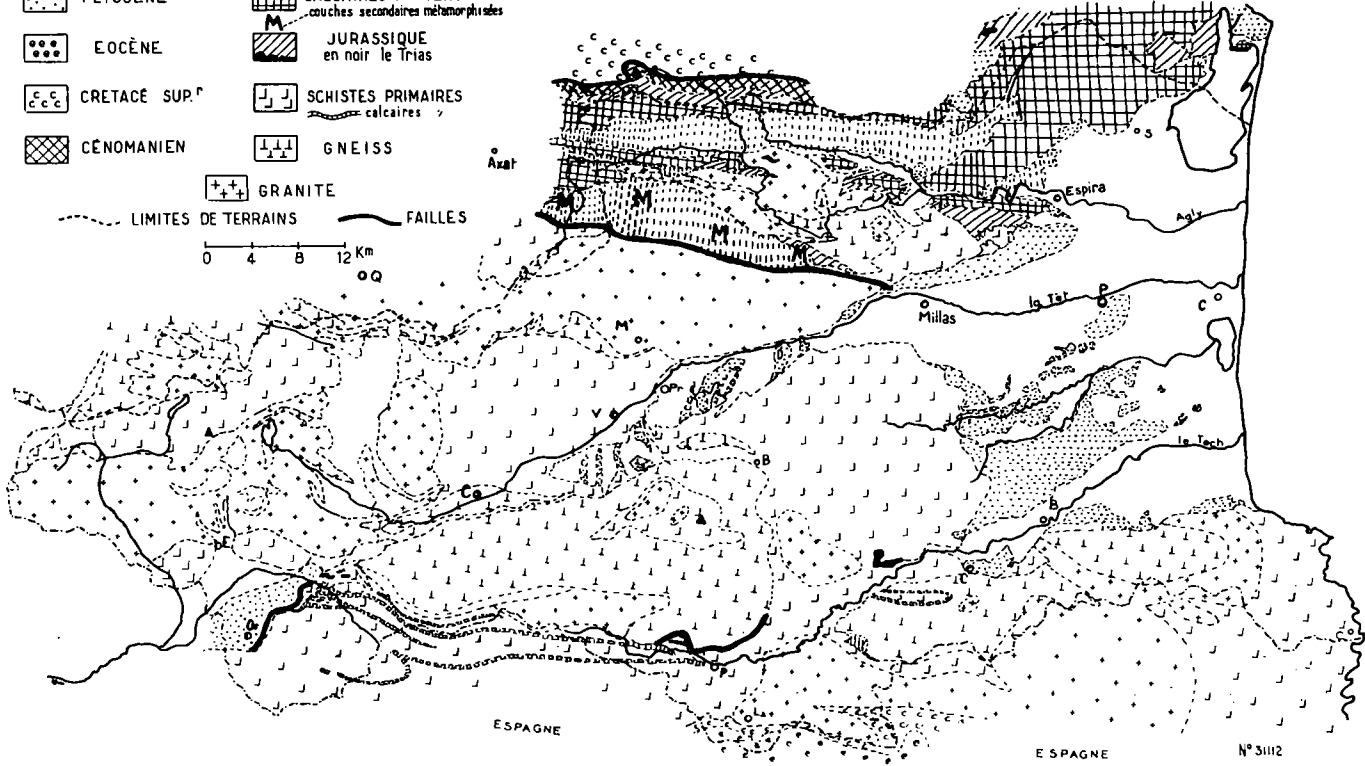 M couches secondaires métamorphisées
EOCÈNE
JURASSIQUE
en noir le Trias
c c
c c c
CRETACÉ SUP.r
SCHISTES PRIMAIRES
calcaires
CÉNOMANIEN
GNEISS
GRANITE
LIMITES DE TERRAINS
FAILLES
0 4 8 12 Km
Axat
Q
M
M
M
M
S
Espira
Agly
la Têt
P
C
Millas
M
Pr
V
B
C
le Tech
B
P
ESPAGNE
ESPAGNE
N° 31112